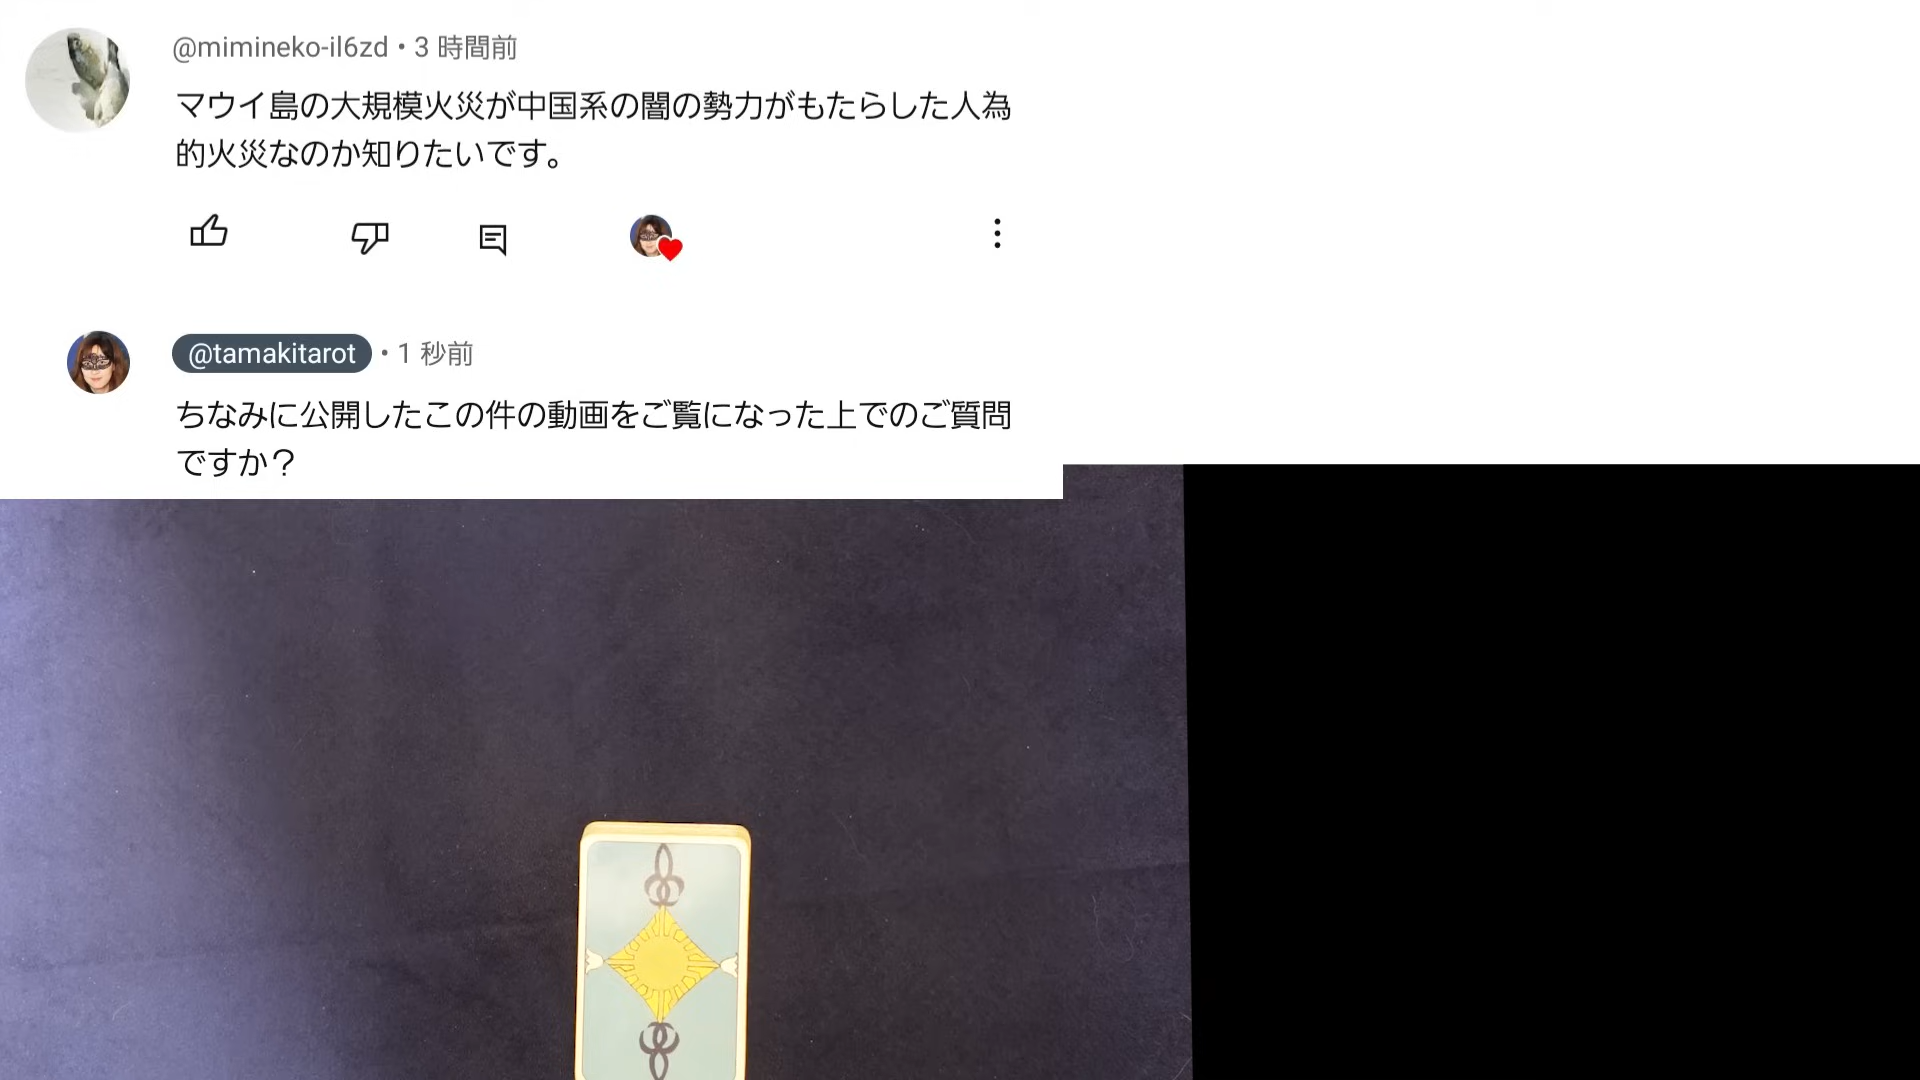 @mimineko-il6zd • 3 時間前
マウイ島の大規模火災が中国系の闇の勢力がもたらした人為
的火災なのか知りたいです。
@tamakitarot • 1 秒前
ちなみに公開したこの件の動画をご覧になった上でのご質問
ですか？